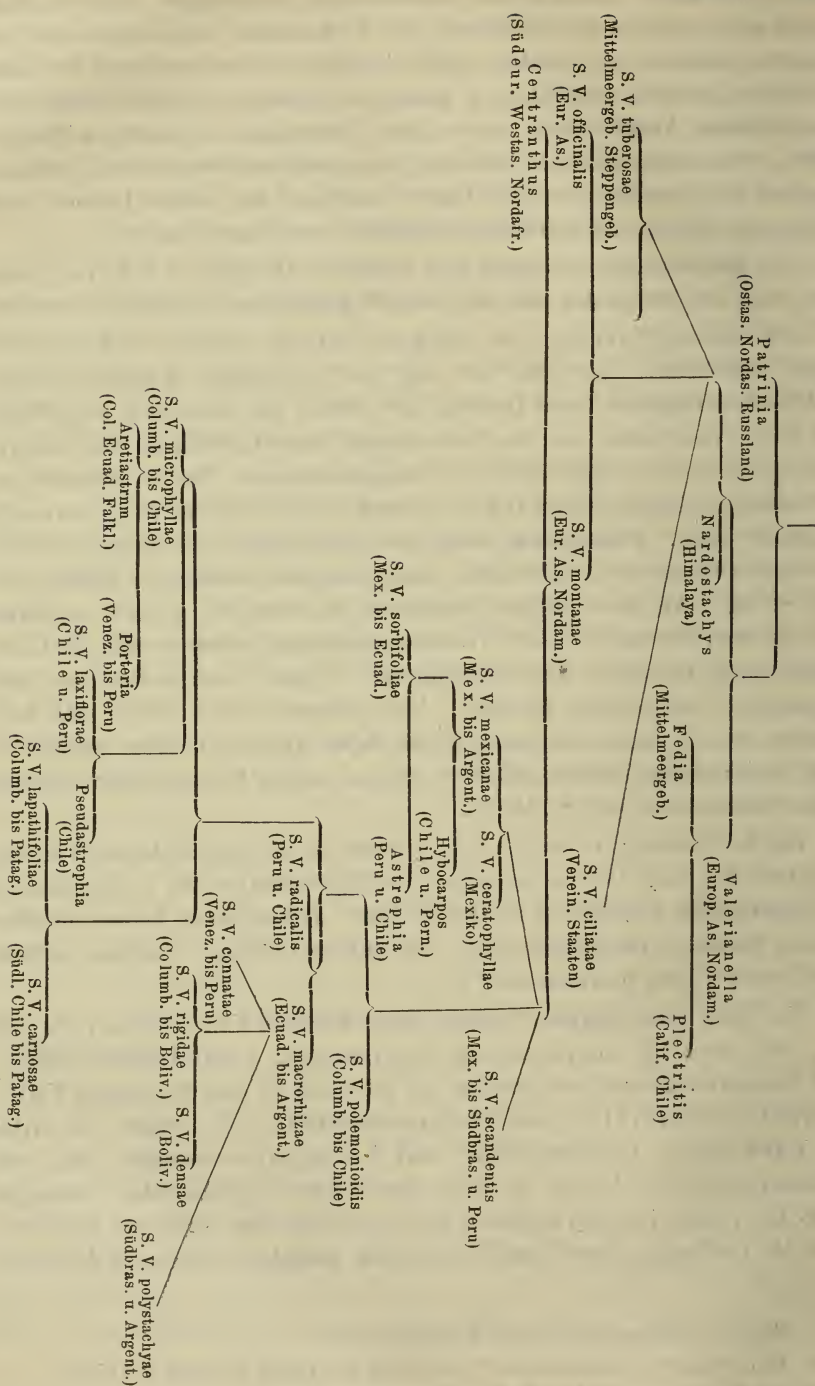 Patrinia
(Ostas. Nordas. Russland)
Nardostachys
(Himalaya)
Valerianella
(Europ. As. Nordam.)
Fedia
(Mittelmeergeb.)
Plectritis
(Calif. Chile)
S. V. tuberosae
(Mittelmeergeb. Steppengeb.)
S. V. officinalis
(Eur. As.)
S. V. montanae
(Eur. As. Nordam.)
S. V. ciliatae
(Verein. Staaten)
Centranthus
(Südeur. Westas. Nordafr.)
S. V. mexicanae
(Mex. bis Argent.)
S. V. ceratophyllae
(Mexiko)
S. V. scandentis
(Mex. bis Südbras. u. Peru)
Hybocarpos
(Chile u. Pern.)
S. V. sorbifoliae
(Mex. bis Ecuad.)
Astrephia
(Peru u. Chile)
S. V. polemonioidis
(Columb. bis Chile)
S. V. radicalis
(Peru u. Chile)
S. V. macrorhizae
(Ecuad. bis Argent.)
S. V. connatae
(Venez. bis Peru)
S. V. rigidae
(Columb. bis Boliv.)
S. V. densae
(Boliv.)
S. V. polystachyae
(Südbras. u. Argent.)
S. V. microphyllae
(Columb. bis Chile)
Aretiastrnm
(Col. Ecuad. Falkl.)
Porteria
(Venez. bis Peru)
S. V. laxiflorae
(Chile u. Peru)
Pseudastrephia
(Chile)
S. V. lapathifoliae
(Columb. bis Patag.)
S. V. carnosae
(Südl. Chile bis Patag.)